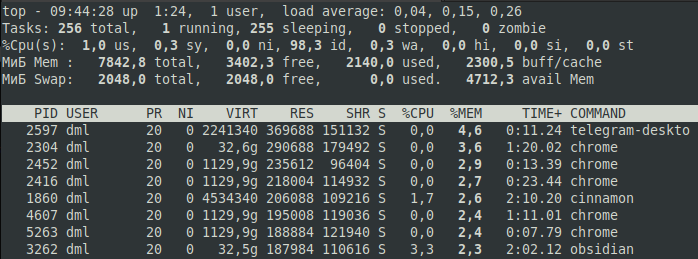 top - 09:44:28 up  1:24,  1 user,  load average: 0,04, 0,15, 0,26
Tasks: 256 total,   1 running, 255 sleeping,   0 stopped,   0 zombie
%Cpu(s):  1,0 us,  0,3 sy,  0,0 ni, 98,3 id,  0,3 wa,  0,0 hi,  0,0 si,  0,0 st
МиБ Mem :   7842,8 total,   3402,3 free,   2140,0 used,   2300,5 buff/cache
МиБ Swap:   2048,0 total,   2048,0 free,      0,0 used.   4712,3 avail Mem
PID USER      PR  NI    VIRT    RES    SHR S  %CPU  %MEM     TIME+ COMMAND
2597 dml       20   0 2241340 369688 151132 S   0,0   4,6   0:11.24 telegram-deskto
2304 dml       20   0   32,6g 290688 179492 S   0,0   3,6   1:20.02 chrome
2452 dml       20   0 1129,9g 235612  96404 S   0,0   2,9   0:13.39 chrome
2416 dml       20   0 1129,9g 218004 114932 S   0,0   2,7   0:23.44 chrome
1860 dml       20   0 4534340 206088 109216 S   1,7   2,6   2:10.20 cinnamon
4607 dml       20   0 1129,9g 195008 119036 S   0,0   2,4   1:11.01 chrome
5263 dml       20   0 1129,9g 188884 121940 S   0,0   2,4   0:07.79 chrome
3262 dml       20   0   32,5g 187984 110616 S   3,3   2,3   2:02.12 obsidian